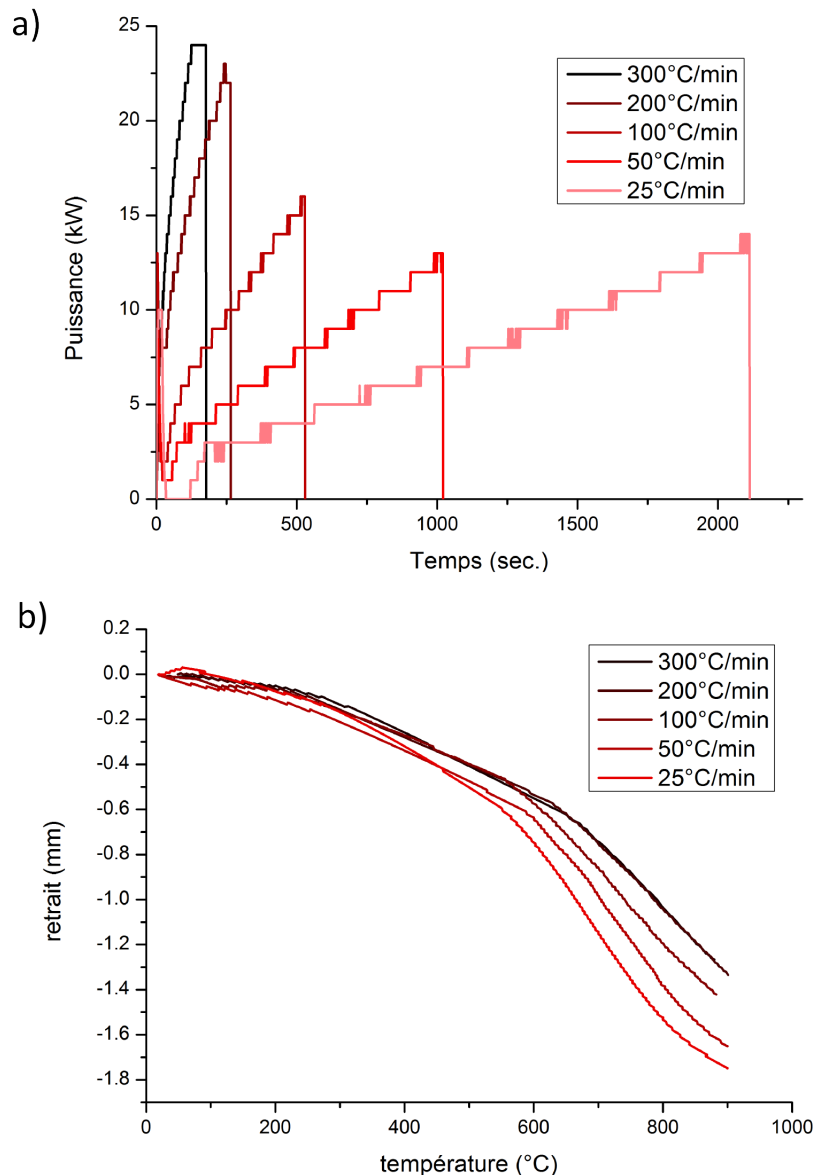 a)
25
20
15
10
5
0
Puissance (kW)
300°C/min
200°C/min
100°C/min
50°C/min
25°C/min
0
500
1000
1500
2000
Temps (sec.)
b)
0.2
0.0
-0.2
-0.4
-0.6
-0.8
-1.0
-1.2
-1.4
-1.6
-1.8
retrait (mm)
300°C/min
200°C/min
100°C/min
50°C/min
25°C/min
0
200
400
600
800
1000
température (°C)